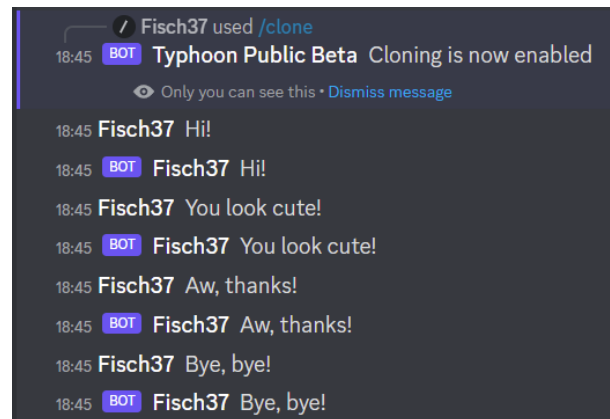 Fisch37 used /clone
18:45 BOT Typhoon Public Beta Cloning is now enabled
Only you can see this • Dismiss message
18:45 Fisch37 Hi!
18:45 BOT Fisch37 Hi!
18:45 Fisch37 You look cute!
18:45 BOT Fisch37 You look cute!
18:45 Fisch37 Aw, thanks!
18:45 BOT Fisch37 Aw, thanks!
18:45 Fisch37 Bye, bye!
18:45 BOT Fisch37 Bye, bye!